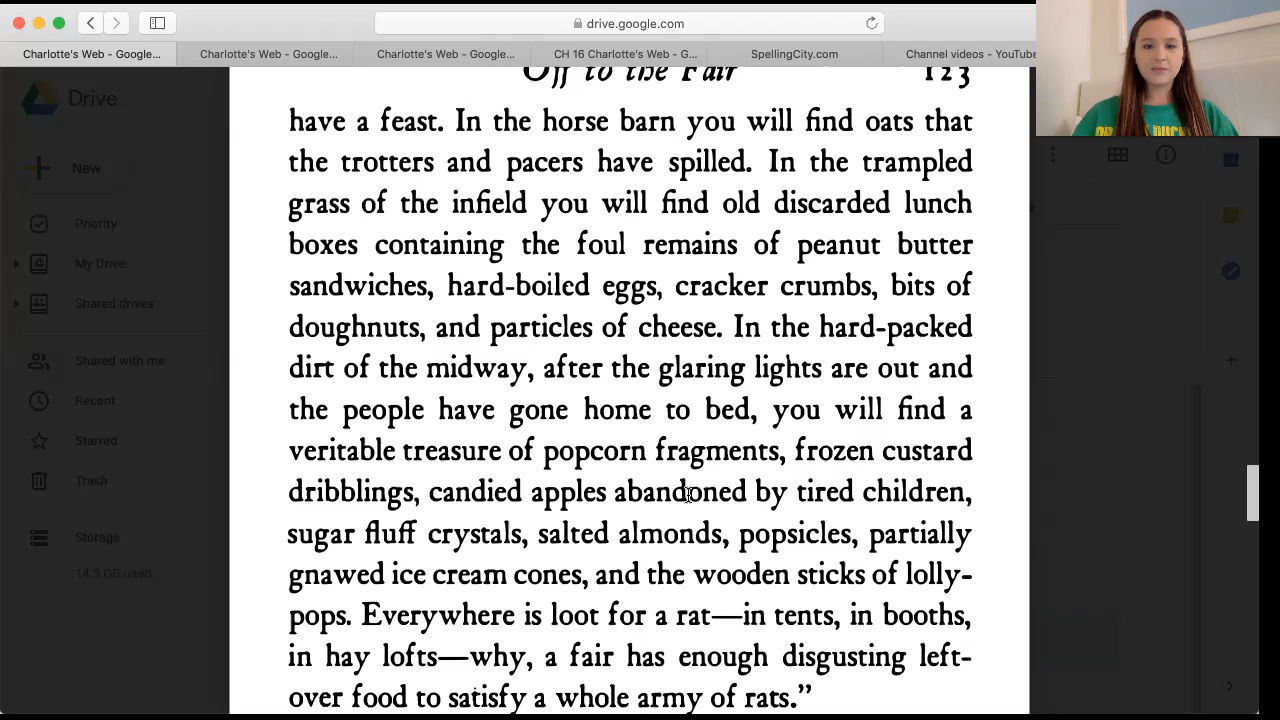 drive.google.com
Charlotte's Web - Google...
Charlotte's Web - Google...
Charlotte's Web - Google...
CH 16 Charlotte's Web - G...
SpellingCity.com
Channel videos - YouTube
Drive
New
Priority
My Drive
Shared drives
Shared with me
Recent
Starred
Trash
Storage
14.3 GB used
Off to the Fair 123
have a feast. In the horse barn you will find oats that
the trotters and pacers have spilled. In the trampled
grass of the infield you will find old discarded lunch
boxes containing the foul remains of peanut butter
sandwiches, hard-boiled eggs, cracker crumbs, bits of
doughnuts, and particles of cheese. In the hard-packed
dirt of the midway, after the glaring lights are out and
the people have gone home to bed, you will find a
veritable treasure of popcorn fragments, frozen custard
dribblings, candied apples abandoned by tired children,
sugar fluff crystals, salted almonds, popsicles, partially
gnawed ice cream cones, and the wooden sticks of lolly-
pops. Everywhere is loot for a rat—in tents, in booths,
in hay lofts—why, a fair has enough disgusting left-
over food to satisfy a whole army of rats.”